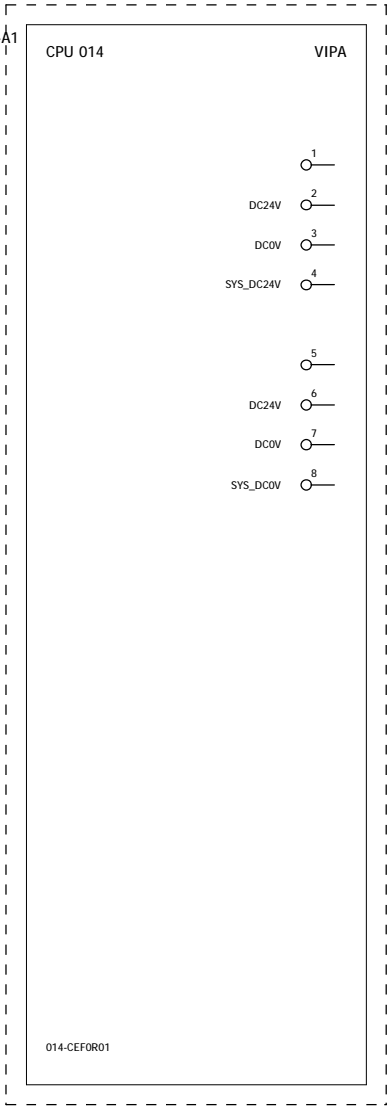 A1
CPU 014 VIPA
1
DC24V 2
DC0V 3
SYS_DC24V 4
5
DC24V 6
DC0V 7
SYS_DC0V 8
014-CEF0R01